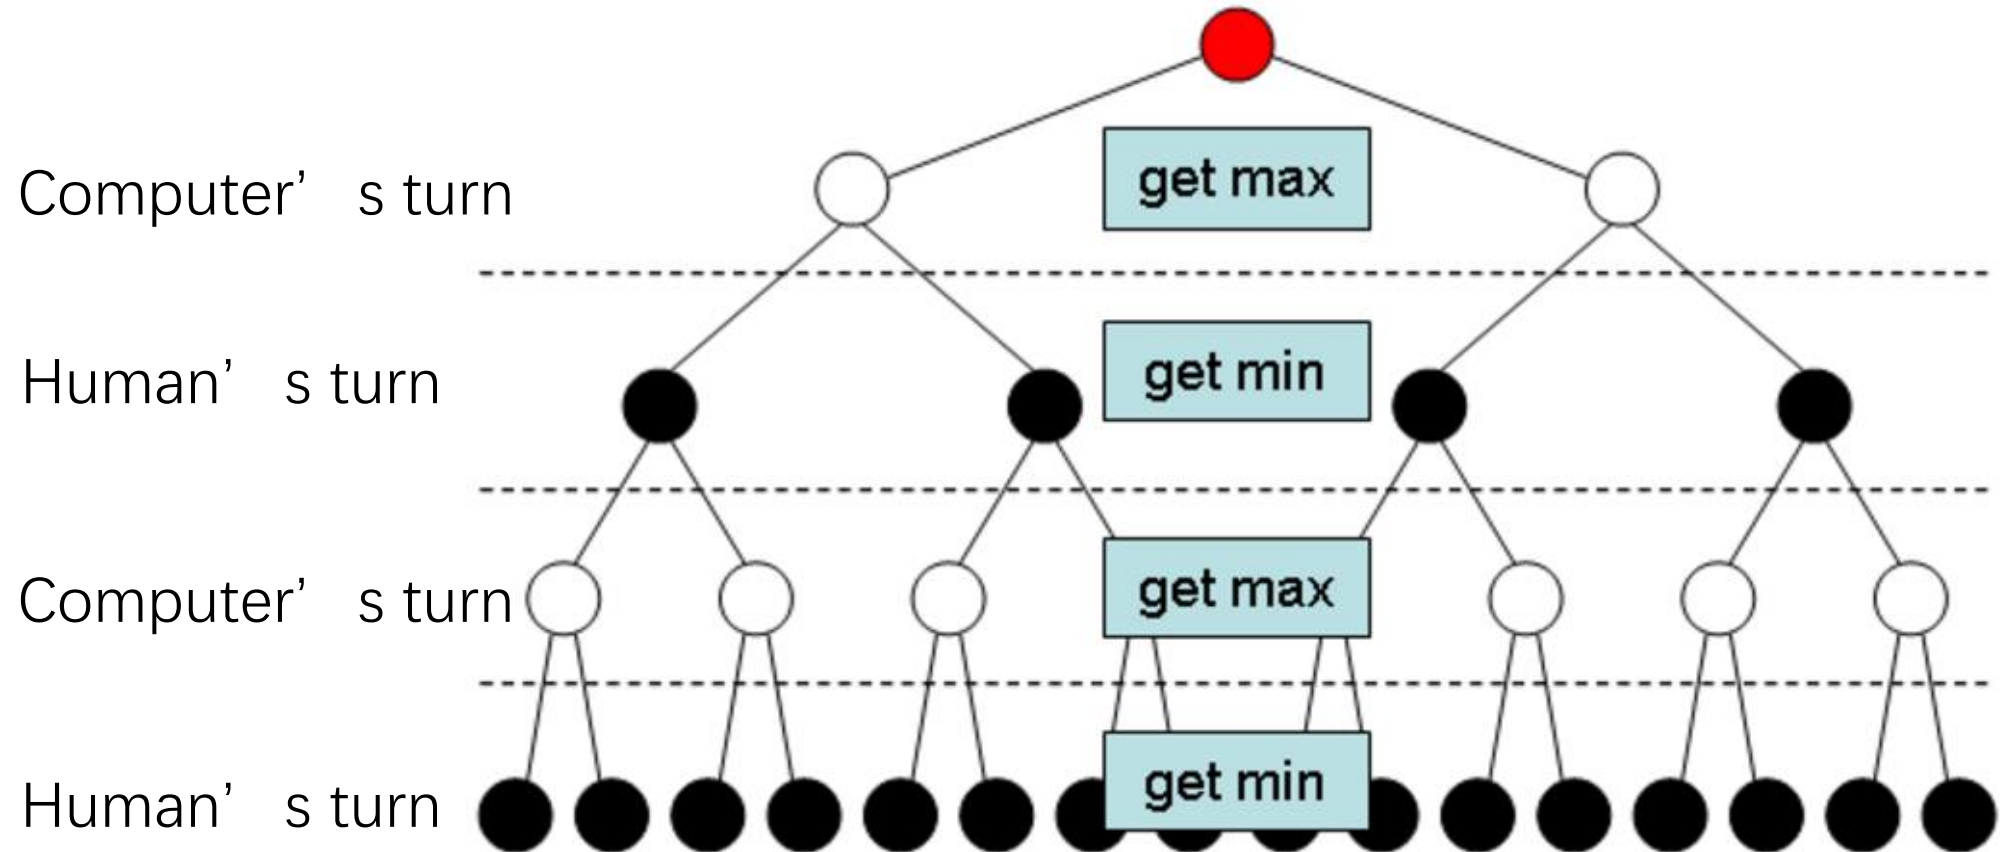 Computer’ s turn
get max
Human’ s turn
get min
Computer’ s turn
get max
Human’ s turn
get min